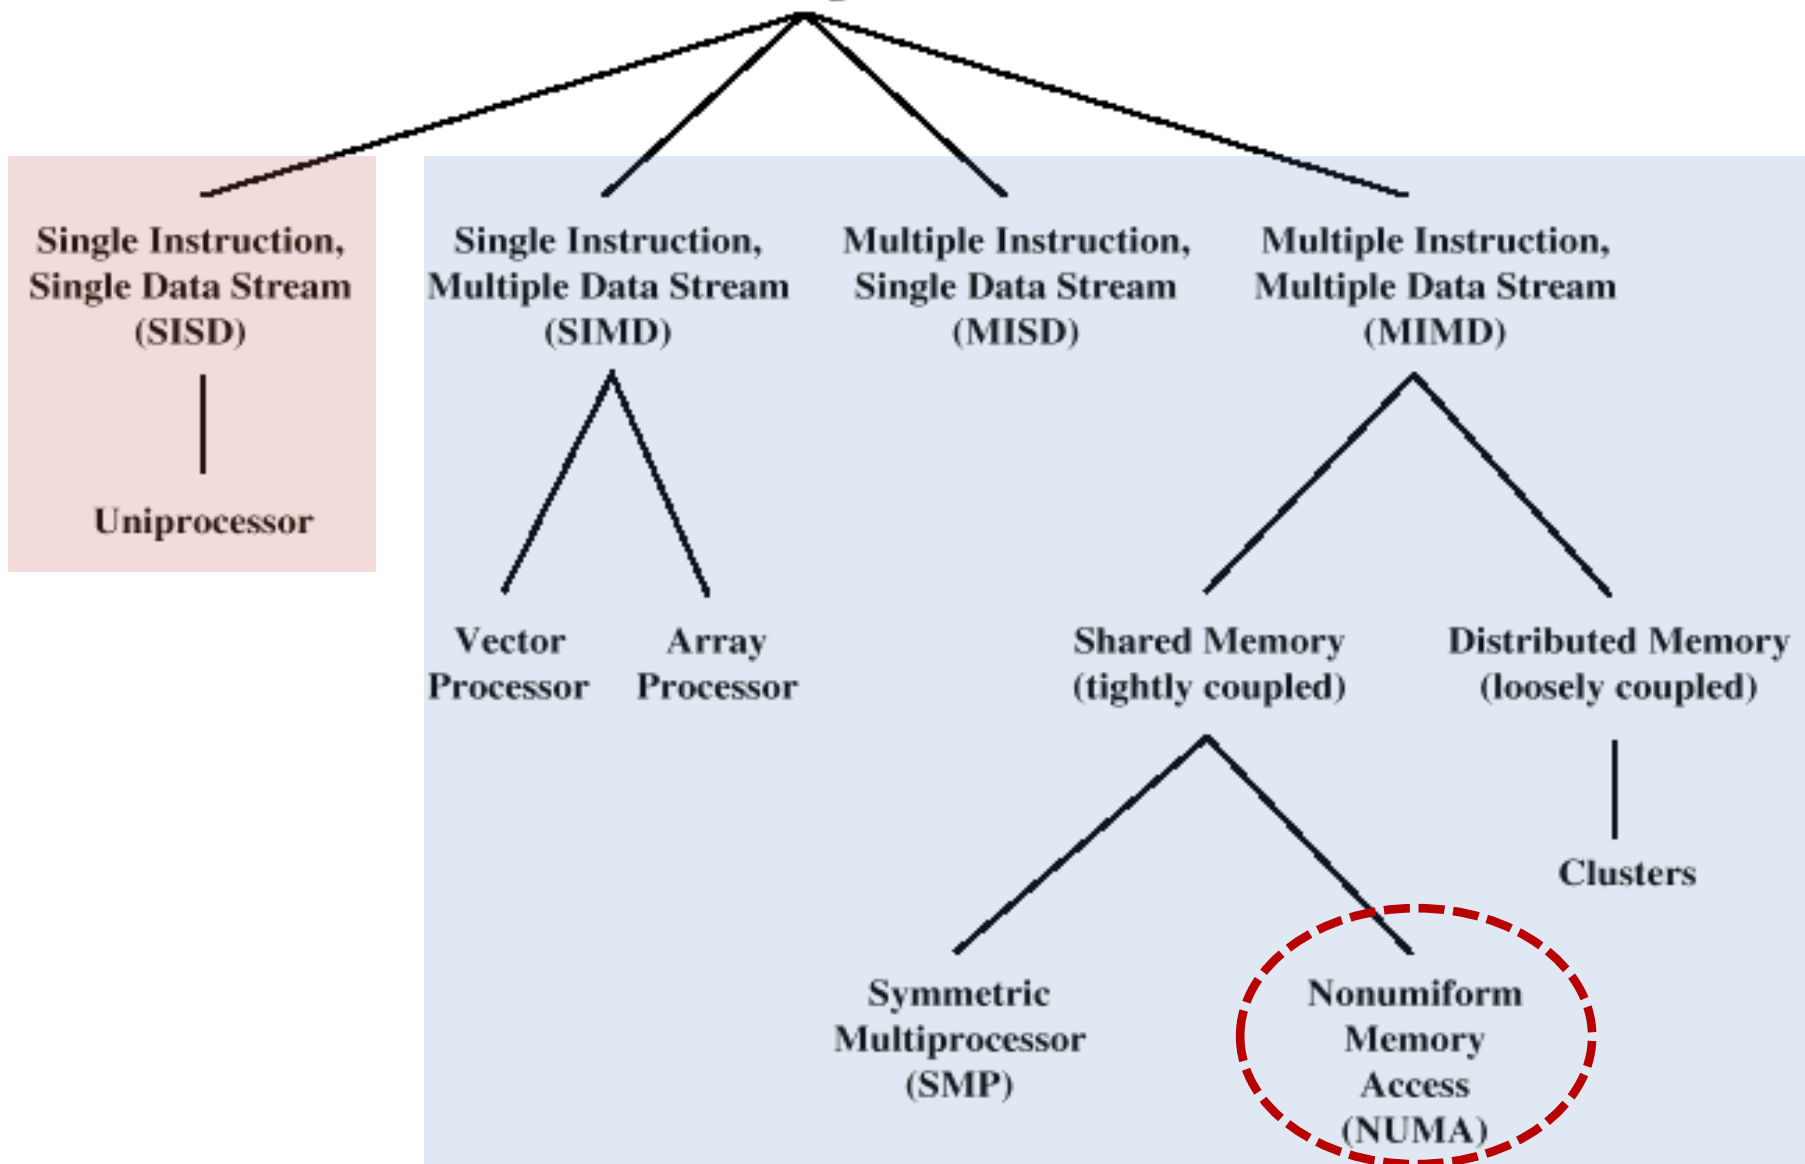 Single Instruction,
Single Data Stream
(SISD)
Uniprocessor
Single Instruction,
Multiple Data Stream
(SIMD)
Vector
Processor
Array
Processor
Multiple Instruction,
Single Data Stream
(MISD)
Multiple Instruction,
Multiple Data Stream
(MIMD)
Shared Memory
(tightly coupled)
Symmetric
Multiprocessor
(SMP)
Nonumiform
Memory
Access
(NUMA)
Distributed Memory
(loosely coupled)
Clusters